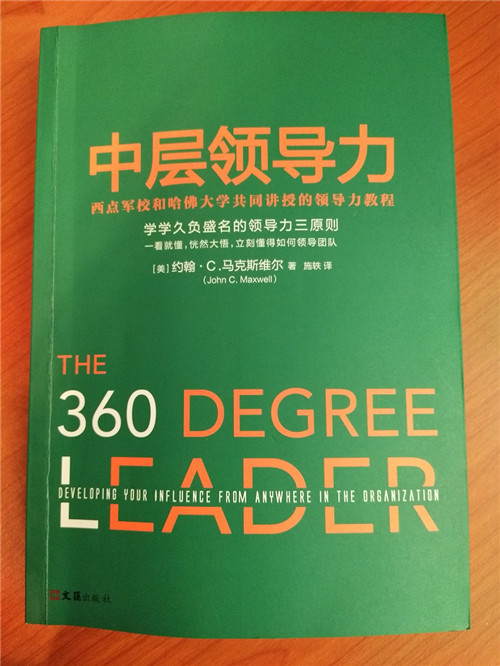 中层领导力
西点军校和哈佛大学共同讲授的领导力教程
学学久负盛名的领导力三原则
一看就懂，恍然大悟，立刻懂得如何领导团队
[美] 约翰·C.马克斯维尔 著 施轶 译
(John C. Maxwell)
THE
360 DEGREE
LEADER
DEVELOPING YOUR INFLUENCE FROM ANYWHERE IN THE ORGANIZATION
文匯出版社